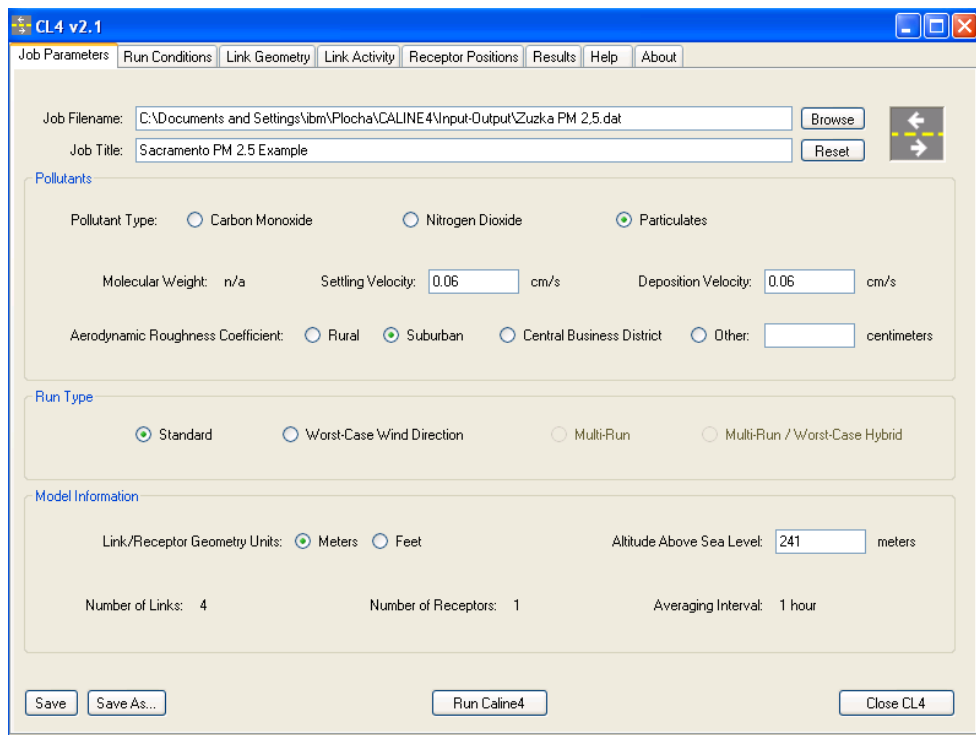 CL4 v2.1
Job Parameters Run Conditions Link Geometry Link Activity Receptor Positions Results Help About
Job Filename: C:\Documents and Settings\ibm\Plocha\CALINE4\Input-Output\Zuzka PM 2,5.dat Browse
Job Title: Sacramento PM 2.5 Example Reset
Pollutants
Pollutant Type: Carbon Monoxide Nitrogen Dioxide Particulates
Molecular Weight: n/a Settling Velocity: 0.06 cm/s Deposition Velocity: 0.06 cm/s
Aerodynamic Roughness Coefficient: Rural Suburban Central Business District Other: centimeters
Run Type
Standard Worst-Case Wind Direction Multi-Run Multi-Run / Worst-Case Hybrid
Model Information
Link/Receptor Geometry Units: Meters Feet Altitude Above Sea Level: 241 meters
Number of Links: 4 Number of Receptors: 1 Averaging Interval: 1 hour
Save Save As... Run Caline4 Close CL4